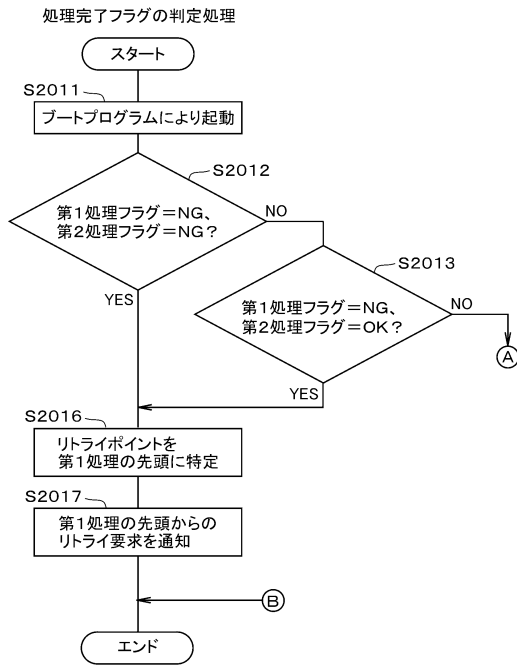 処理完了フラグの判定処理
スタート
S2011
ブートプログラムにより起動
S2012
第1処理フラグ=NG、
第2処理フラグ=NG?
NO
YES
S2013
第1処理フラグ=NG、
第2処理フラグ=OK?
NO
YES
A
S2016
リトライポイントを
第1処理の先頭に特定
S2017
第1処理の先頭からの
リトライ要求を通知
B
エンド